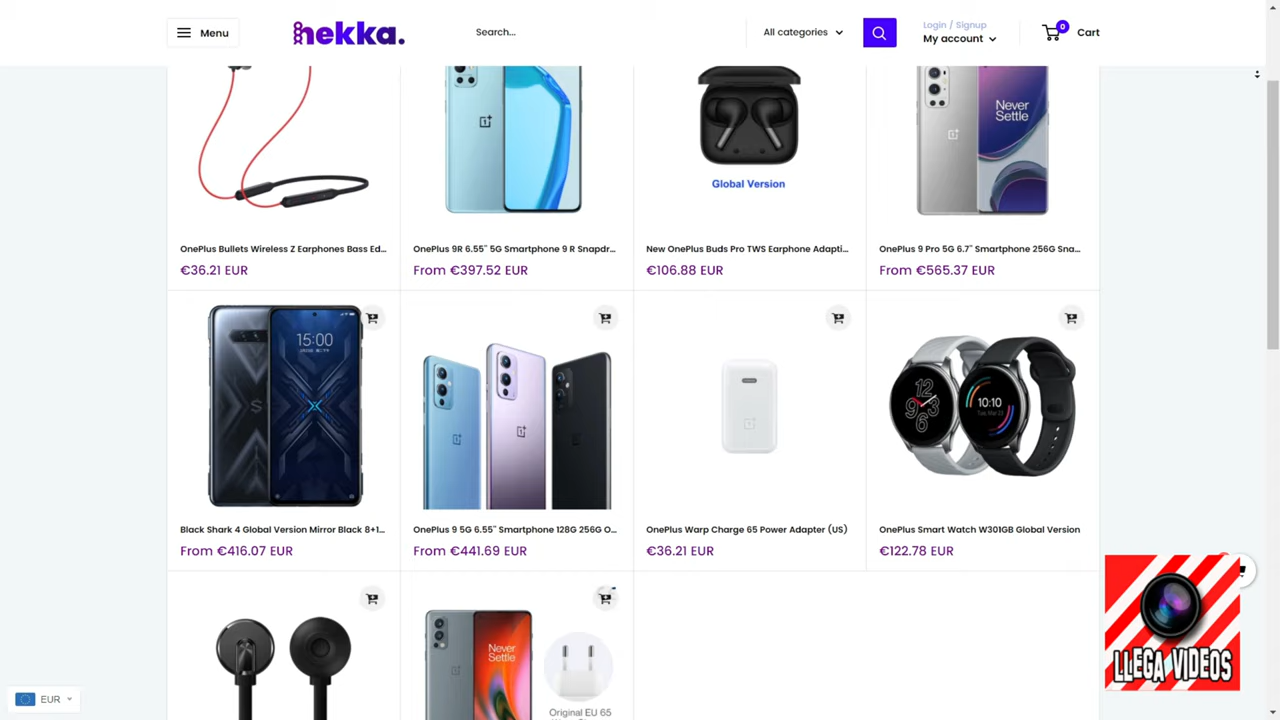 Menu
hekka.
Search...
All categories
Login / Signup
My account
0
Cart
Never
Settle
Global Version
OnePlus Bullets Wireless Z Earphones Bass Ed...
€36.21 EUR
OnePlus 9R 6.55" 5G Smartphone 9 R Snapdr...
From €397.52 EUR
New OnePlus Buds Pro TWS Earphone Adapti...
€106.88 EUR
OnePlus 9 Pro 5G 6.7" Smartphone 256G Sna...
From €565.37 EUR
15:00
12
9
6
10:10
Tue, Mar 23
Black Shark 4 Global Version Mirror Black 8+1...
From €416.07 EUR
OnePlus 9 5G 6.55" Smartphone 128G 256G O...
From €441.69 EUR
OnePlus Warp Charge 65 Power Adapter (US)
€36.21 EUR
OnePlus Smart Watch W301GB Global Version
€122.78 EUR
Never
Settle
Original EU 65
LLEGA VIDEOS
EUR